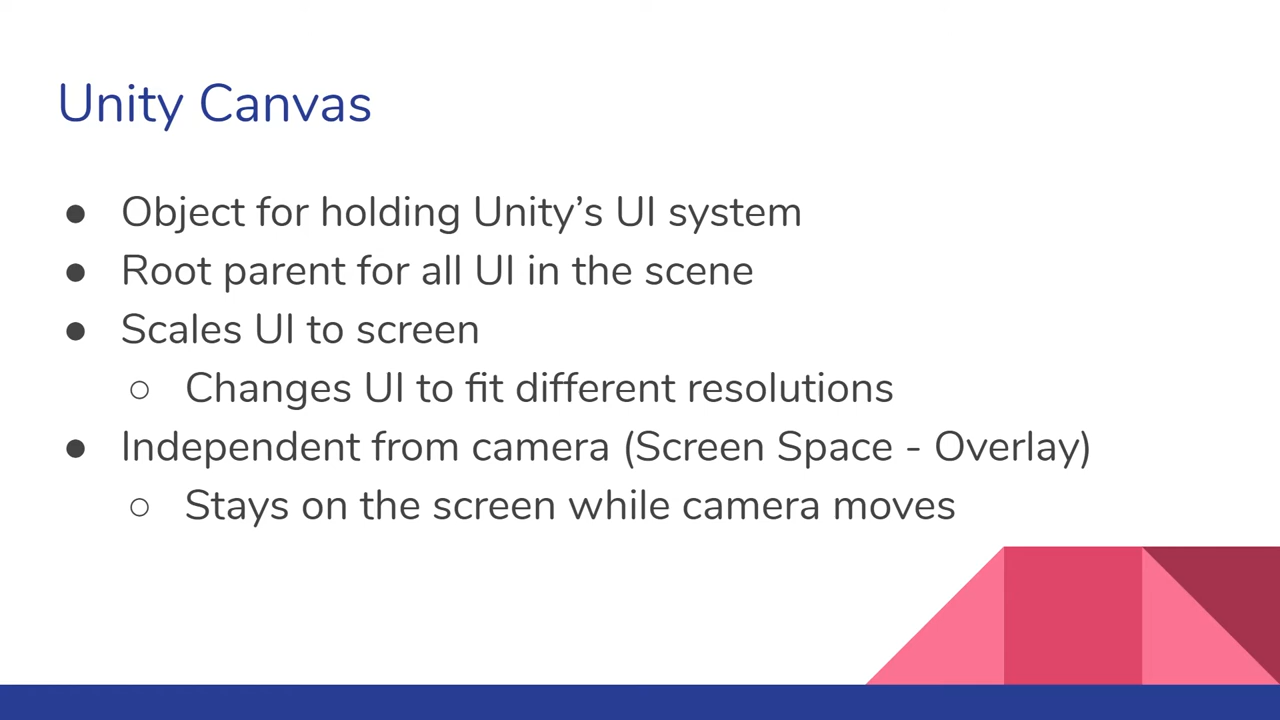 Unity Canvas
● Object for holding Unity’s UI system
● Root parent for all UI in the scene
● Scales UI to screen
○ Changes UI to fit different resolutions
● Independent from camera (Screen Space - Overlay)
○ Stays on the screen while camera moves